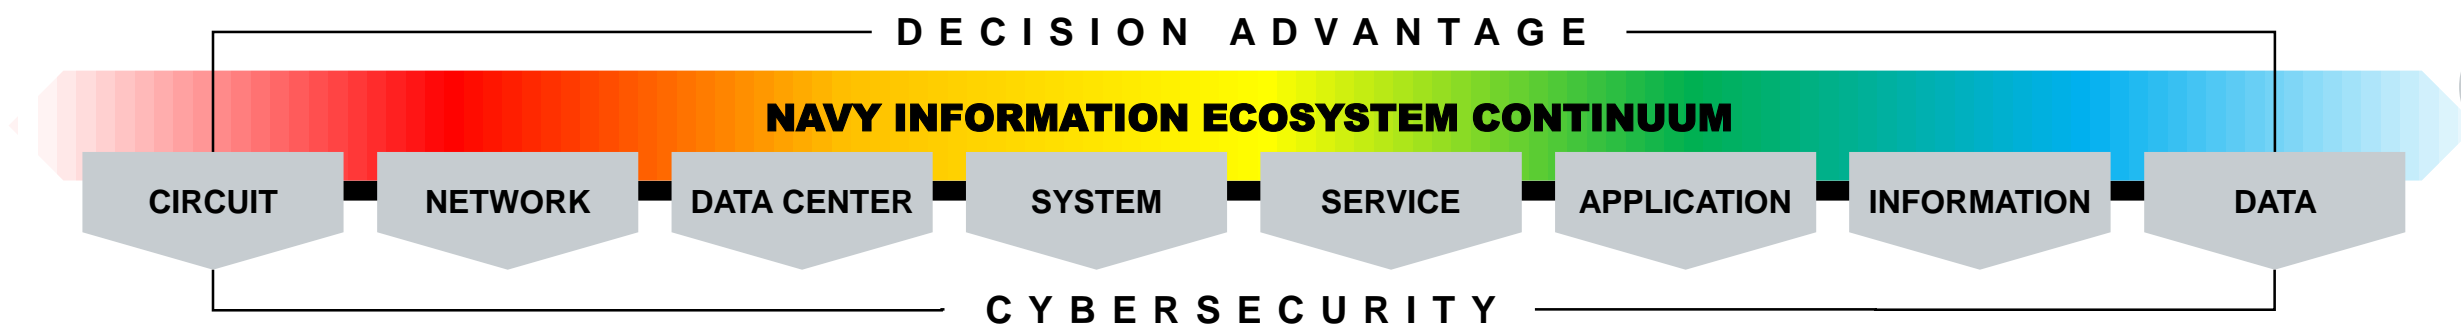 DECISION ADVANTAGE
NAVY INFORMATION ECOSYSTEM CONTINUUM
CIRCUIT NETWORK DATA CENTER SYSTEM SERVICE APPLICATION INFORMATION DATA
CYBERSECURITY